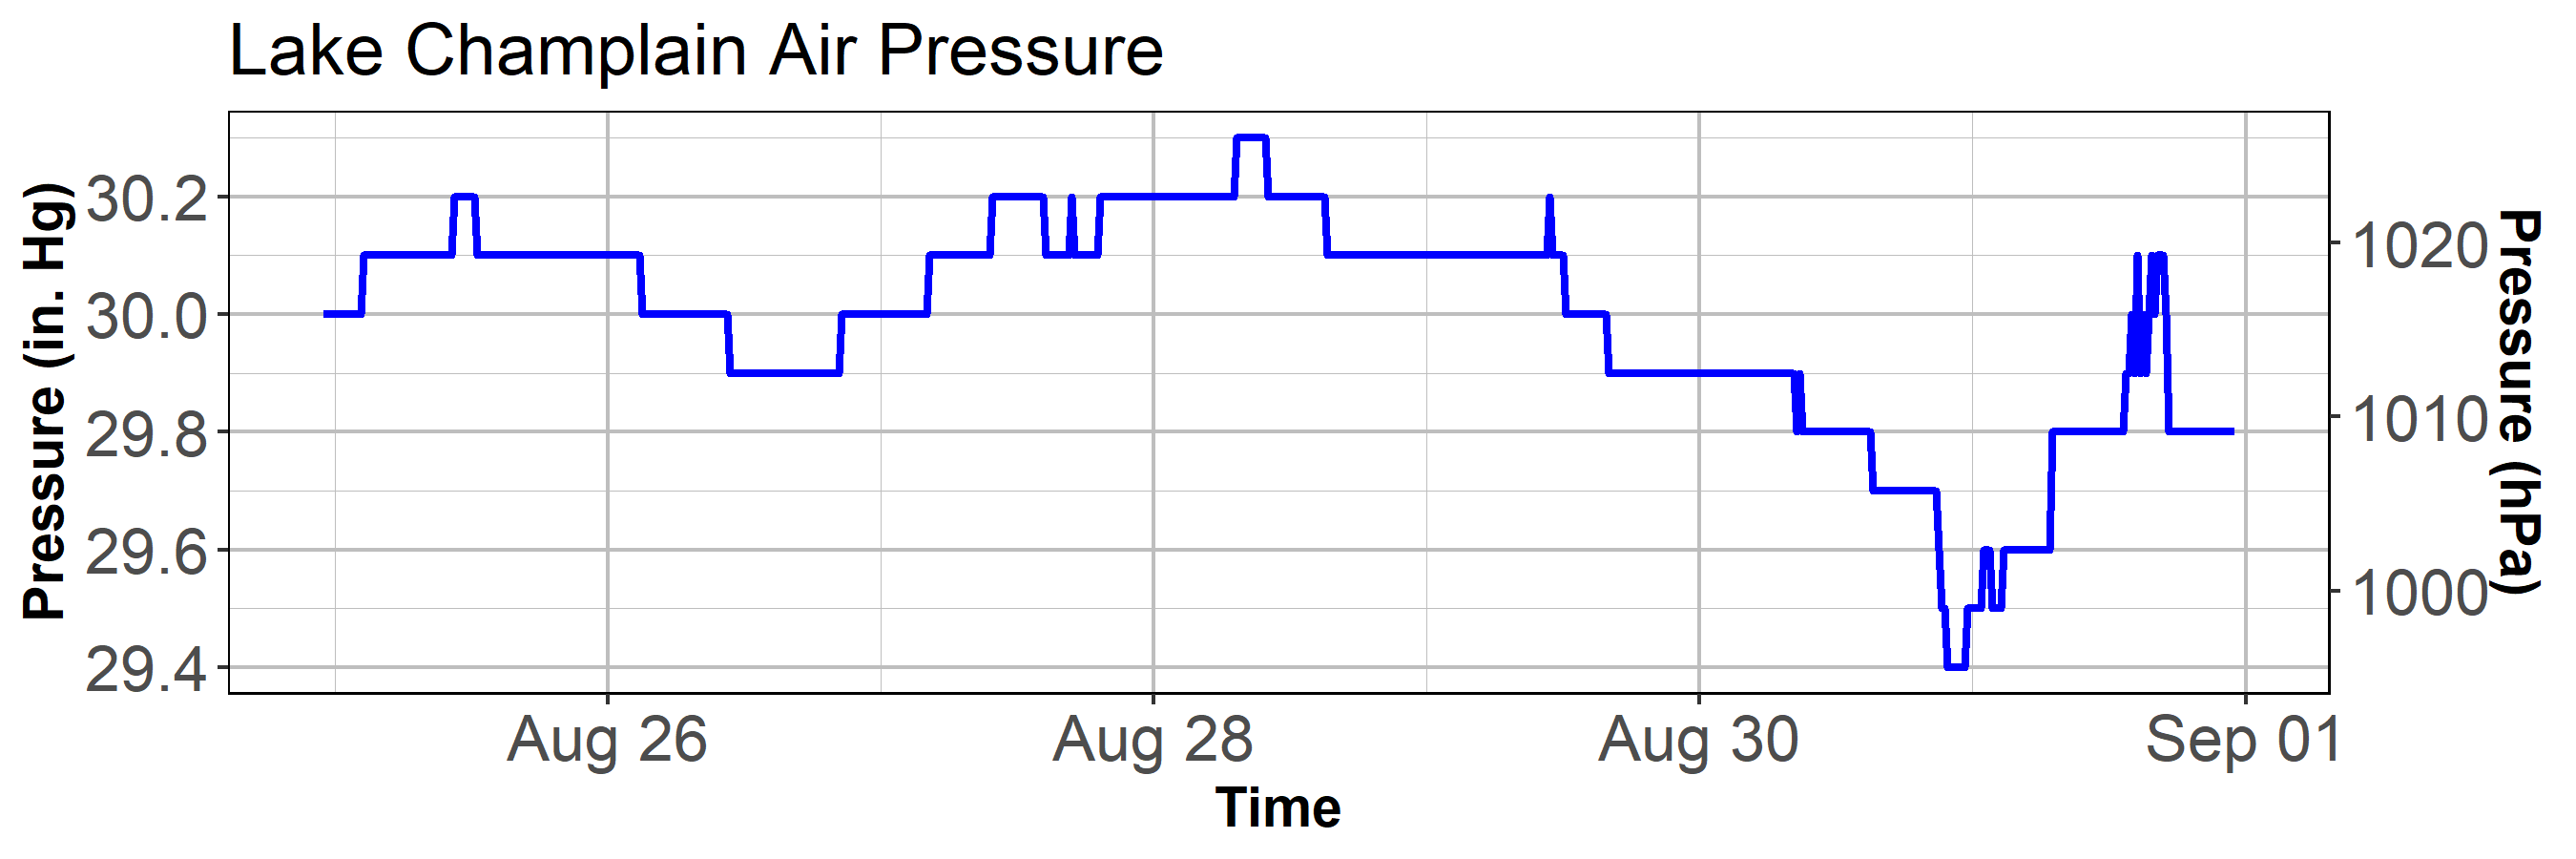 Lake Champlain Air Pressure
Pressure (in. Hg)
30.2
30.0
29.8
29.6
29.4
1020
1010
1000
Pressure (hPa)
Aug 26
Aug 28
Aug 30
Sep 01
Time